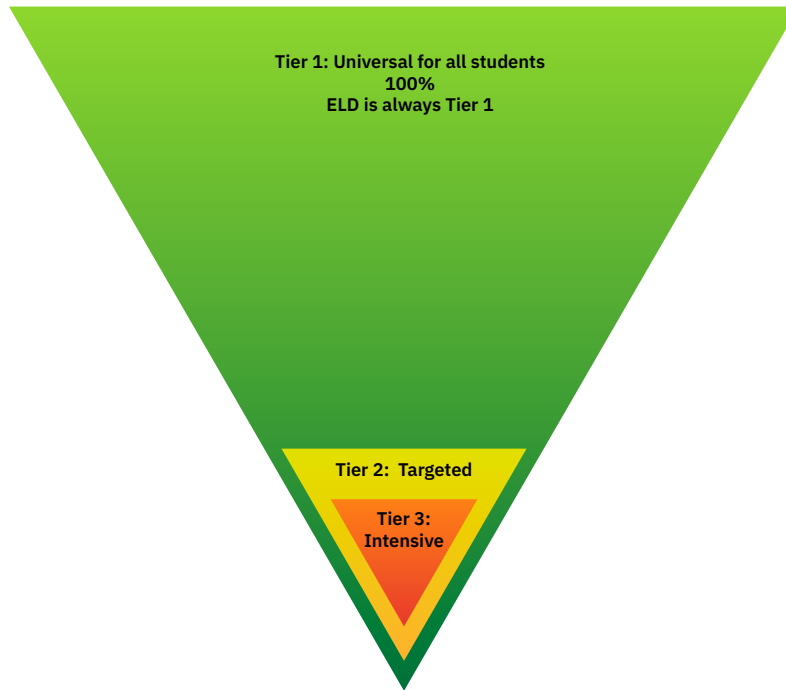 Tier 1: Universal for all students
100%
ELD is always Tier 1
Tier 2:  Targeted
Tier 3:
Intensive